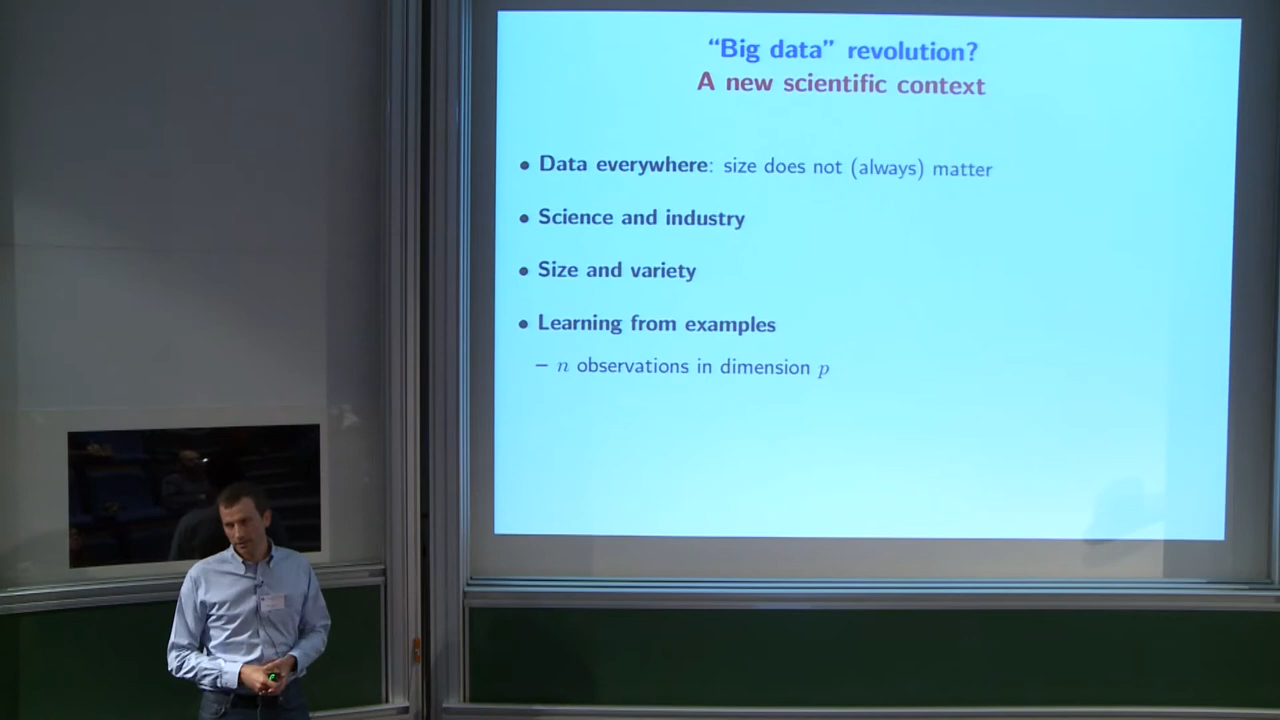 “Big data” revolution?
A new scientific context
• Data everywhere: size does not (always) matter
• Science and industry
• Size and variety
• Learning from examples
– n observations in dimension p